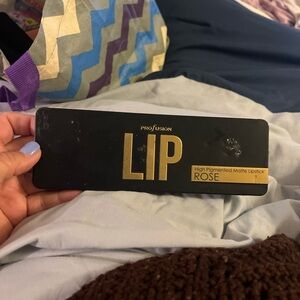 PROFUSION
LIP
High Pigmented Matte Lipstick
ROSE